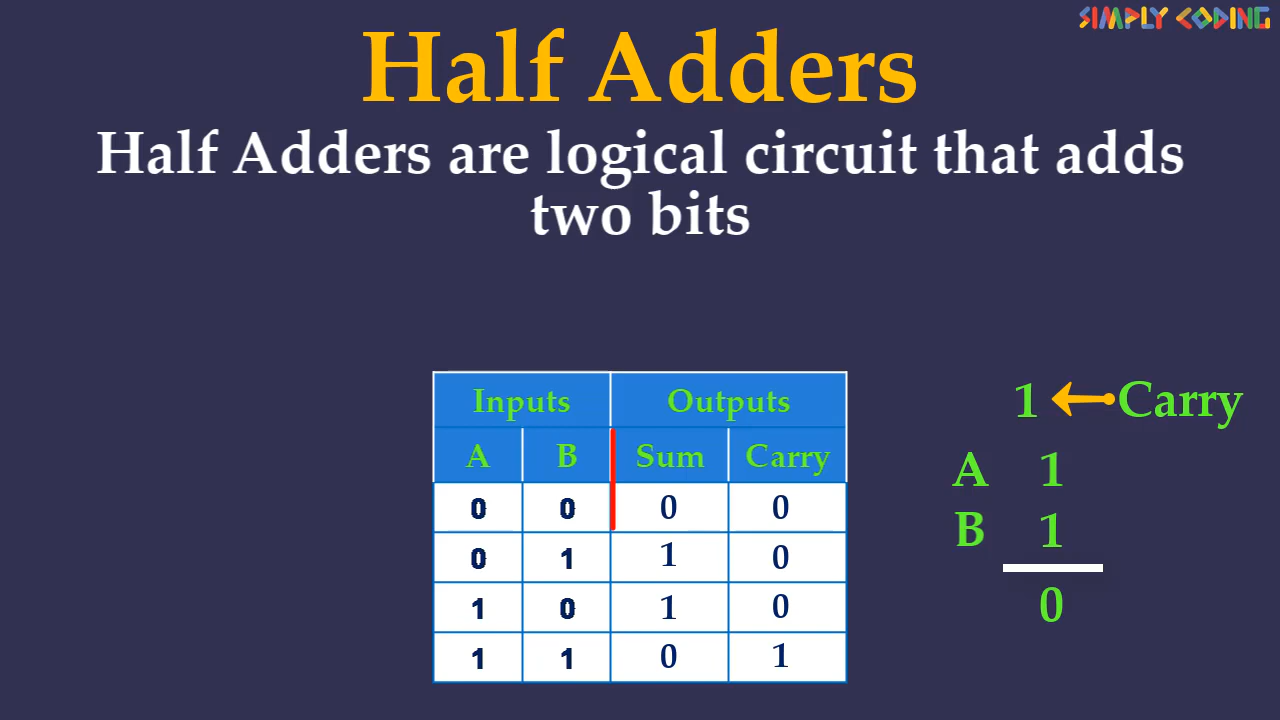 SIMPLY CODING
Half Adders
Half Adders are logical circuit that adds
two bits
Inputs Outputs
A B Sum Carry
0 0 0 0
0 1 1 0
1 0 1 0
1 1 0 1
1 Carry
A 1
B 1
0